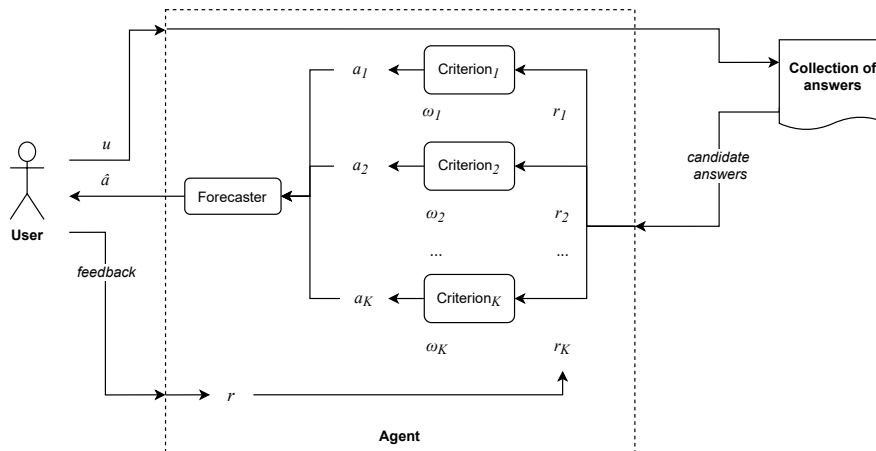 Collection of
answers
a1
Criterion1
ω1
r1
u
candidate
answers
a2
Criterion2
â
Forecaster
User
ω2
r2
feedback
...
...
aK
CriterionK
ωK
rK
r
Agent